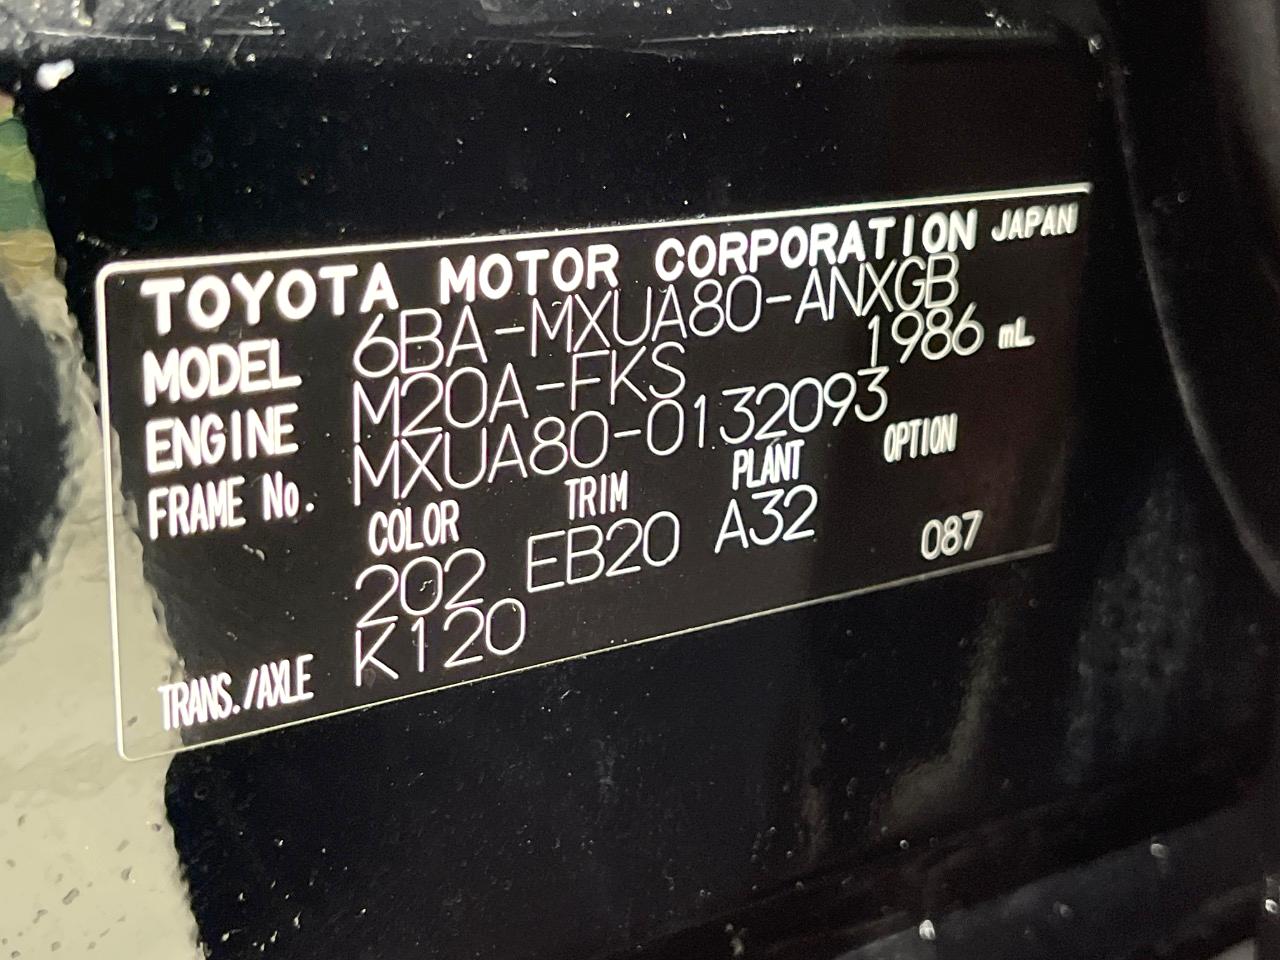 TOYOTA MOTOR CORPORATION JAPAN
MODEL 6BA-MXUA80-ANXGB
ENGINE M20A-FKS 1986 mL
FRAME No. MXUA80-0132093
COLOR TRIM PLANT OPTION
202 EB20 A32 087
TRANS./AXLE K120